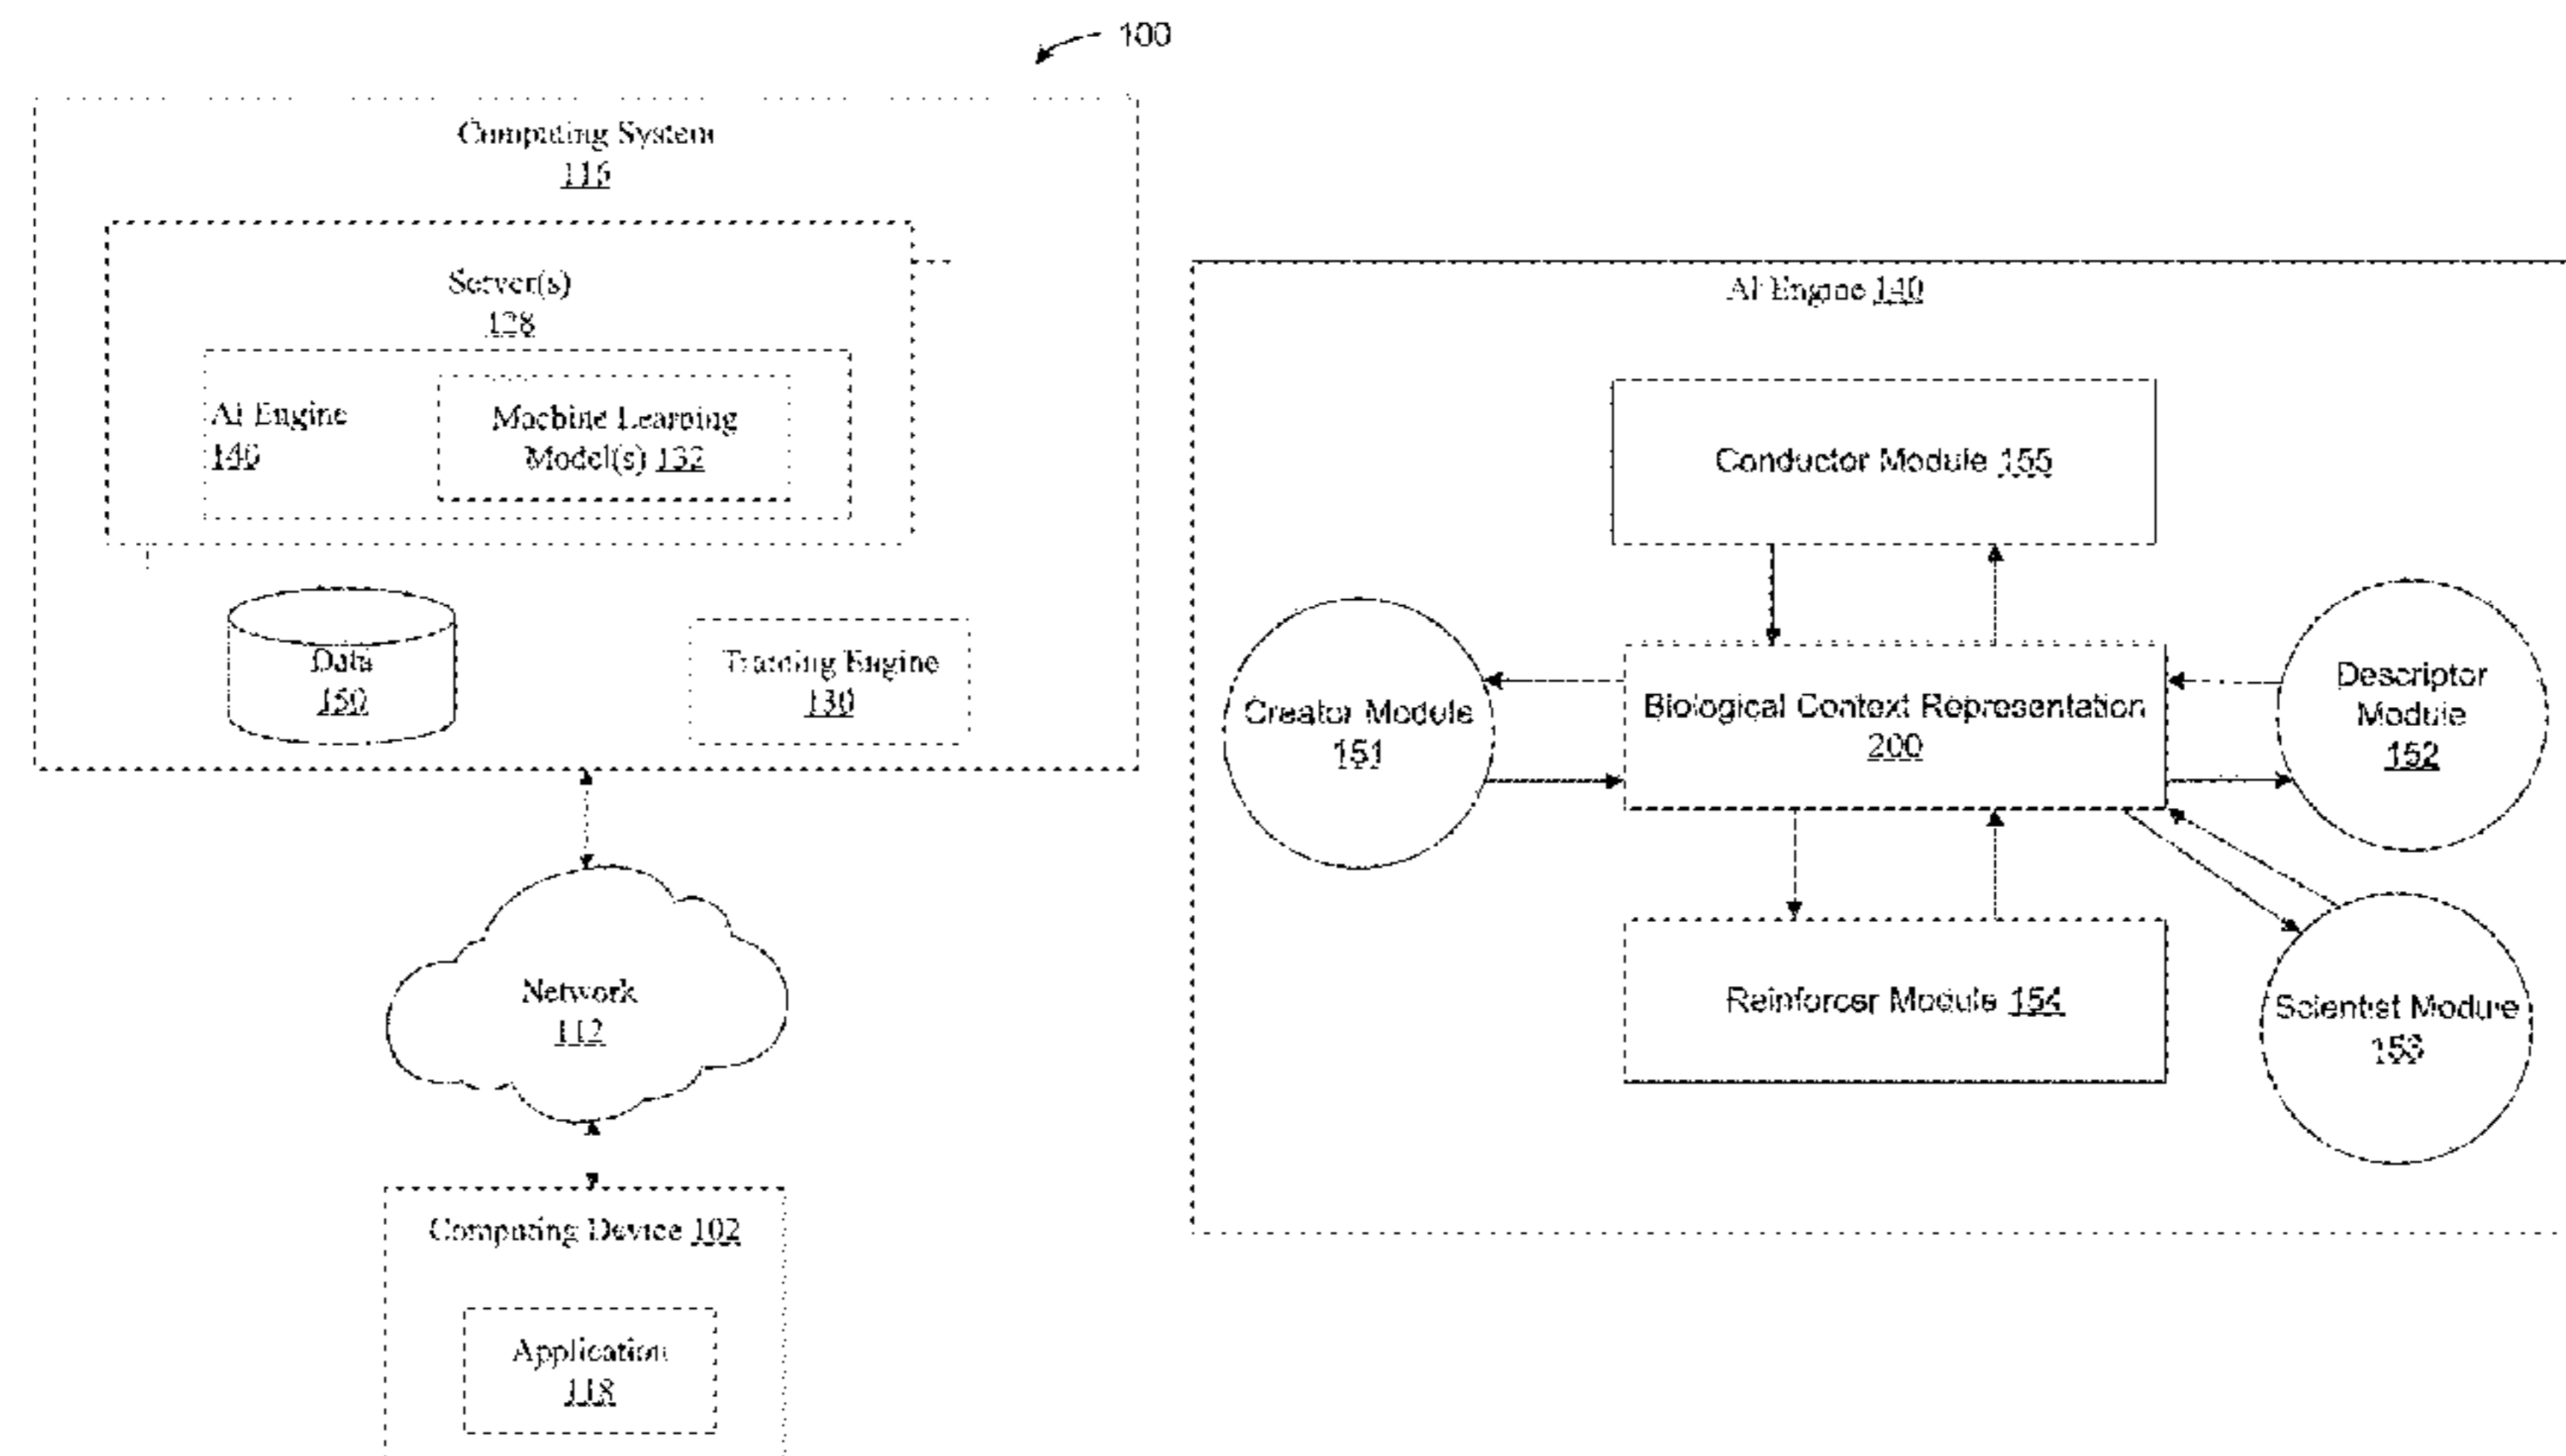 100
Computing System
116
Server(s)
128
AI Engine
140
Machine Learning
Model(s) 132
Data
150
Training Engine
130
Network
112
Computing Device 102
Application
118
AI Engine 140
Conductor Module 155
Creator Module
151
Biological Context Representation
200
Descriptor
Module
152
Reinforcer Module 154
Scientist Module
153